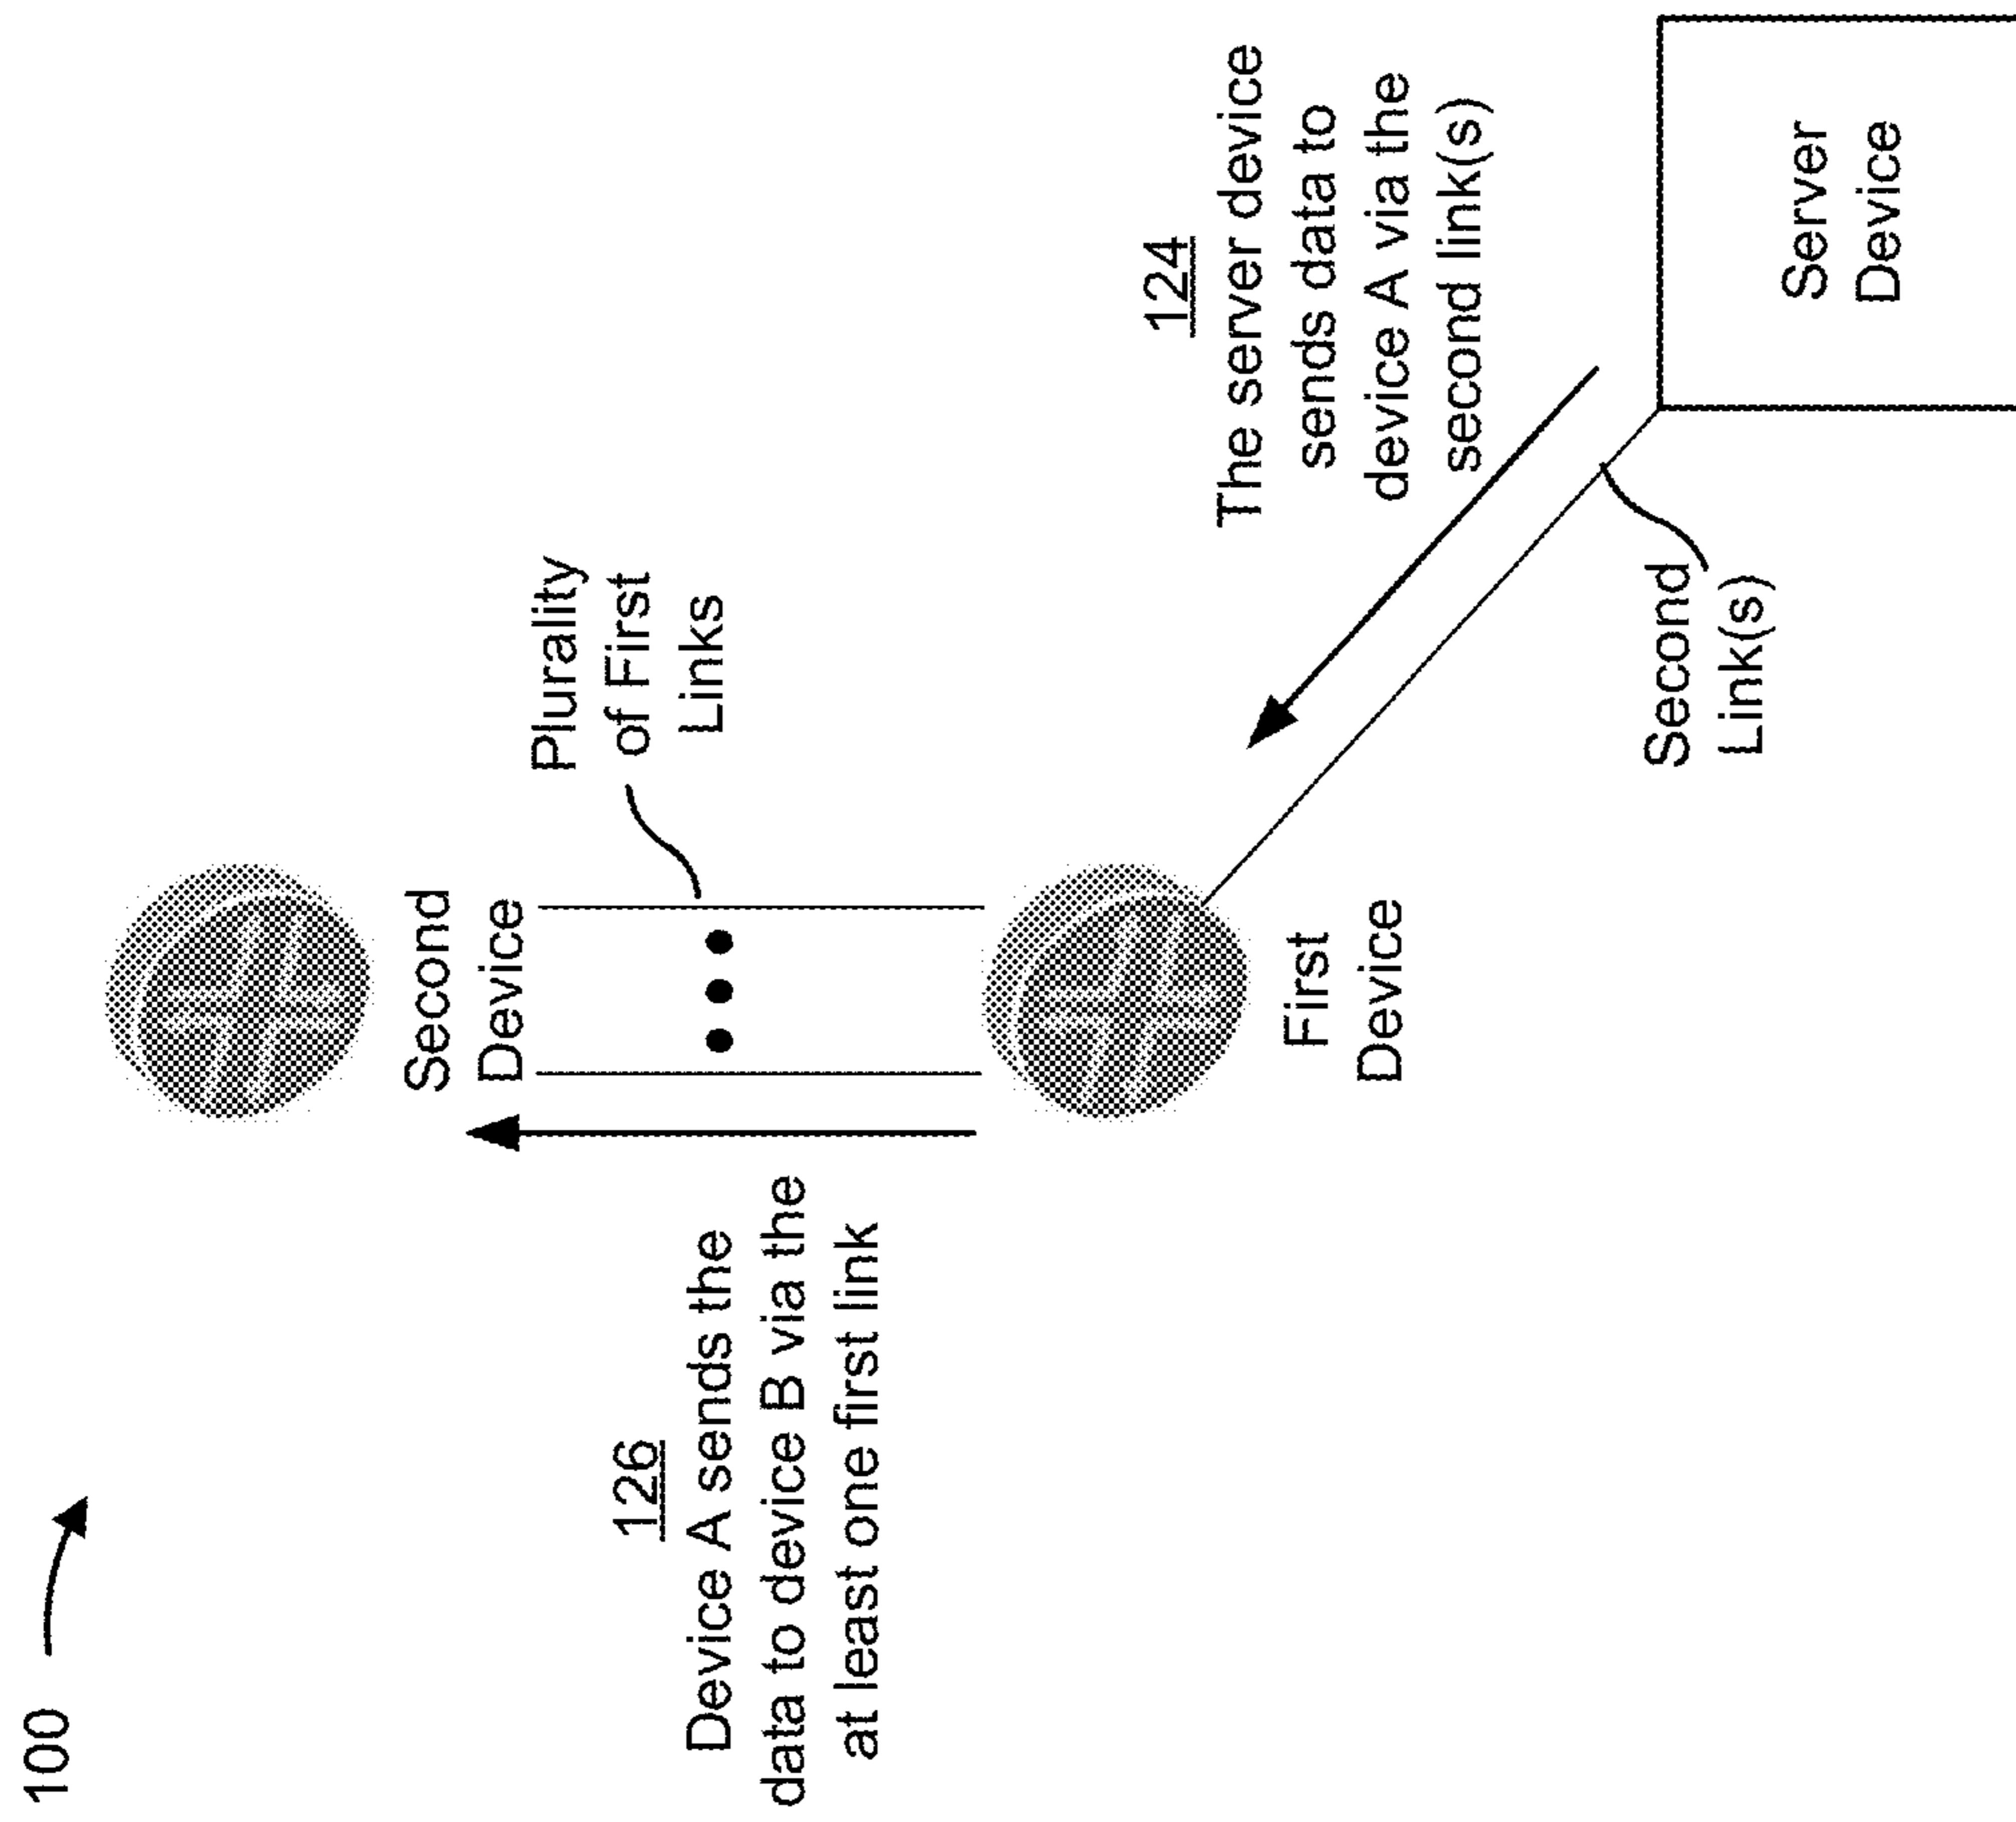 100
126
Device A sends the
data to device B via the
at least one first link
Second
Device
Plurality
of First
Links
First
Device
124
The server device
sends data to
device A via the
second link(s)
Second
Link(s)
Server
Device